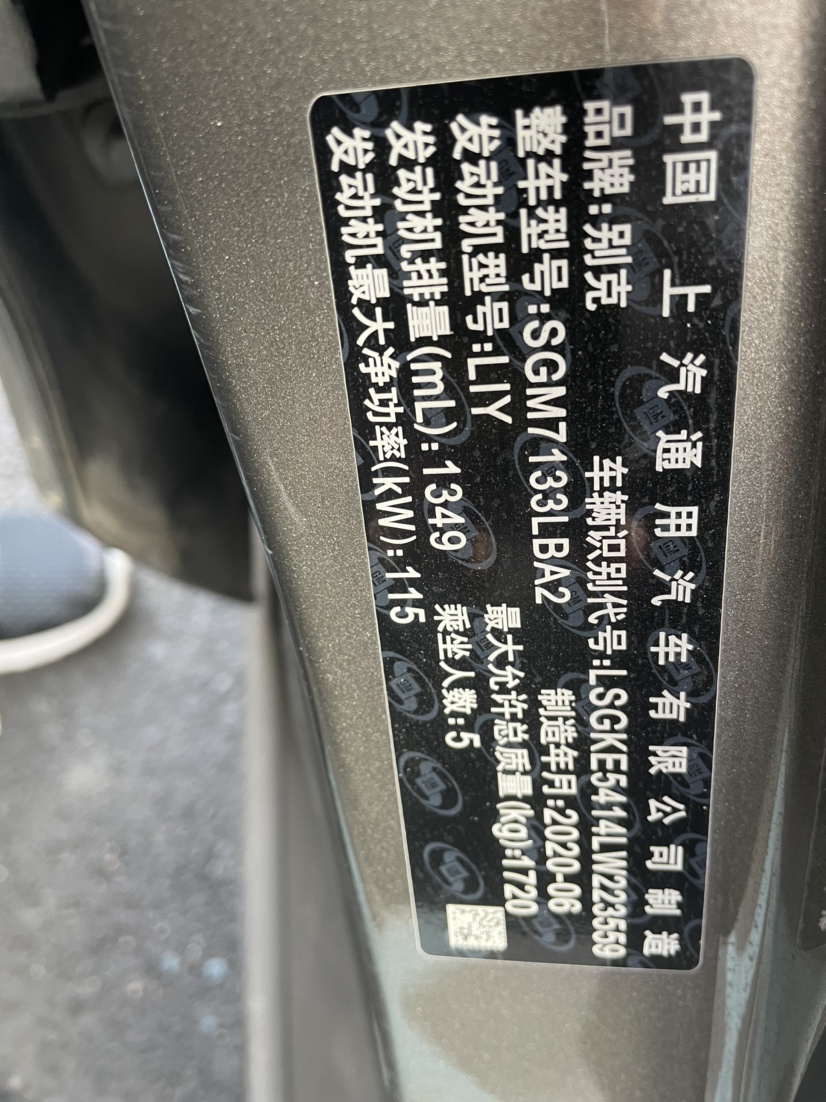 中国 上汽通用汽车有限公司制造
品牌:别克
车辆识别代号:LSGKE5414LW223559
整车型号:SGM7133LBA2
制造年月:2020-06
发动机型号:LIY
最大允许总质量(kg):1720
发动机排量(mL):1349
乘坐人数:5
发动机最大净功率(kW):115